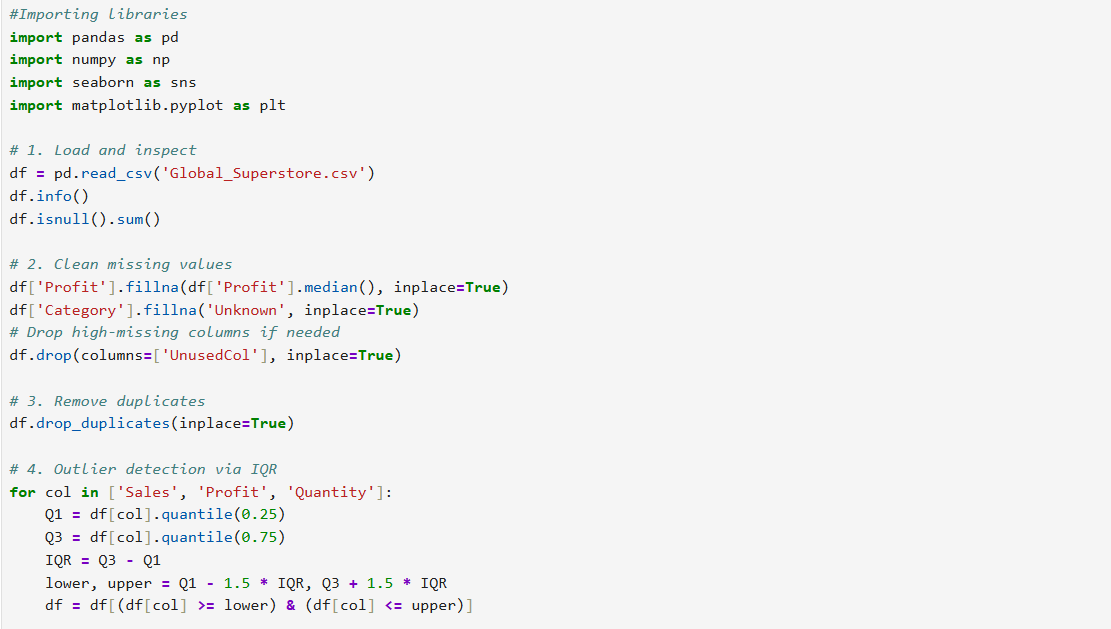 #Importing libraries
import pandas as pd
import numpy as np
import seaborn as sns
import matplotlib.pyplot as plt

# 1. Load and inspect
df = pd.read_csv('Global_Superstore.csv')
df.info()
df.isnull().sum()

# 2. Clean missing values
df['Profit'].fillna(df['Profit'].median(), inplace=True)
df['Category'].fillna('Unknown', inplace=True)
# Drop high-missing columns if needed
df.drop(columns=['UnusedCol'], inplace=True)

# 3. Remove duplicates
df.drop_duplicates(inplace=True)

# 4. Outlier detection via IQR
for col in ['Sales', 'Profit', 'Quantity']:
    Q1 = df[col].quantile(0.25)
    Q3 = df[col].quantile(0.75)
    IQR = Q3 - Q1
    lower, upper = Q1 - 1.5 * IQR, Q3 + 1.5 * IQR
    df = df[(df[col] >= lower) & (df[col] <= upper)]